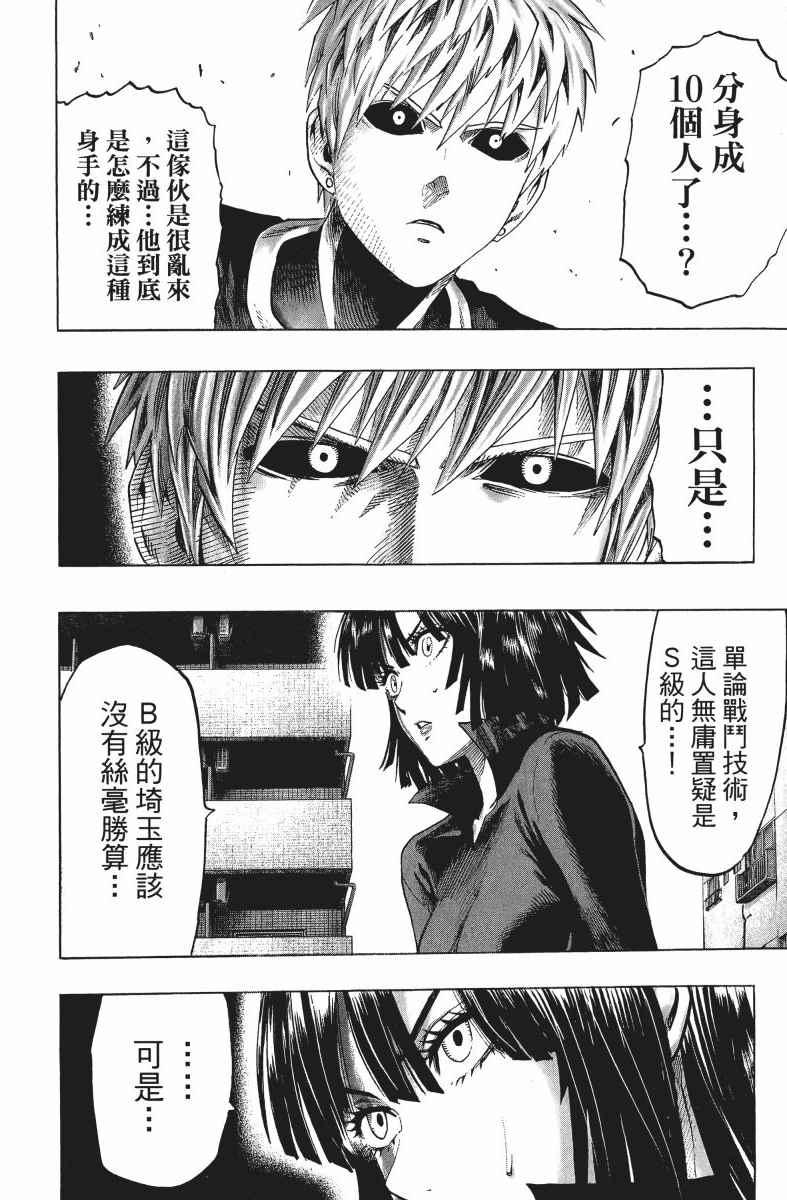 分身成
10個人了…？
這傢伙是很亂來
，不過…他到底
是怎麼練成這種
身手的…
…只是…
單論戰鬥技術，
這人無庸置疑是
S級的…！
B級的埼玉應該
沒有絲毫勝算…
……
可是…